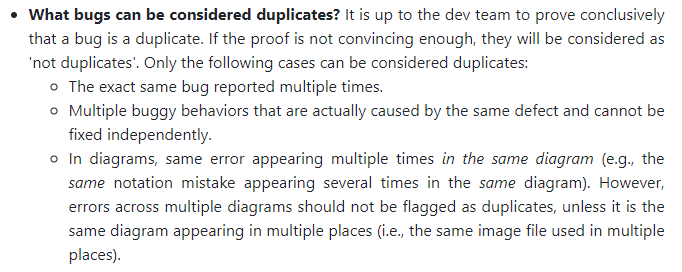 • What bugs can be considered duplicates? It is up to the dev team to prove conclusively
that a bug is a duplicate. If the proof is not convincing enough, they will be considered as
'not duplicates'. Only the following cases can be considered duplicates:
○ The exact same bug reported multiple times.
○ Multiple buggy behaviors that are actually caused by the same defect and cannot be
fixed independently.
○ In diagrams, same error appearing multiple times in the same diagram (e.g., the
same notation mistake appearing several times in the same diagram). However,
errors across multiple diagrams should not be flagged as duplicates, unless it is the
same diagram appearing in multiple places (i.e., the same image file used in multiple
places).